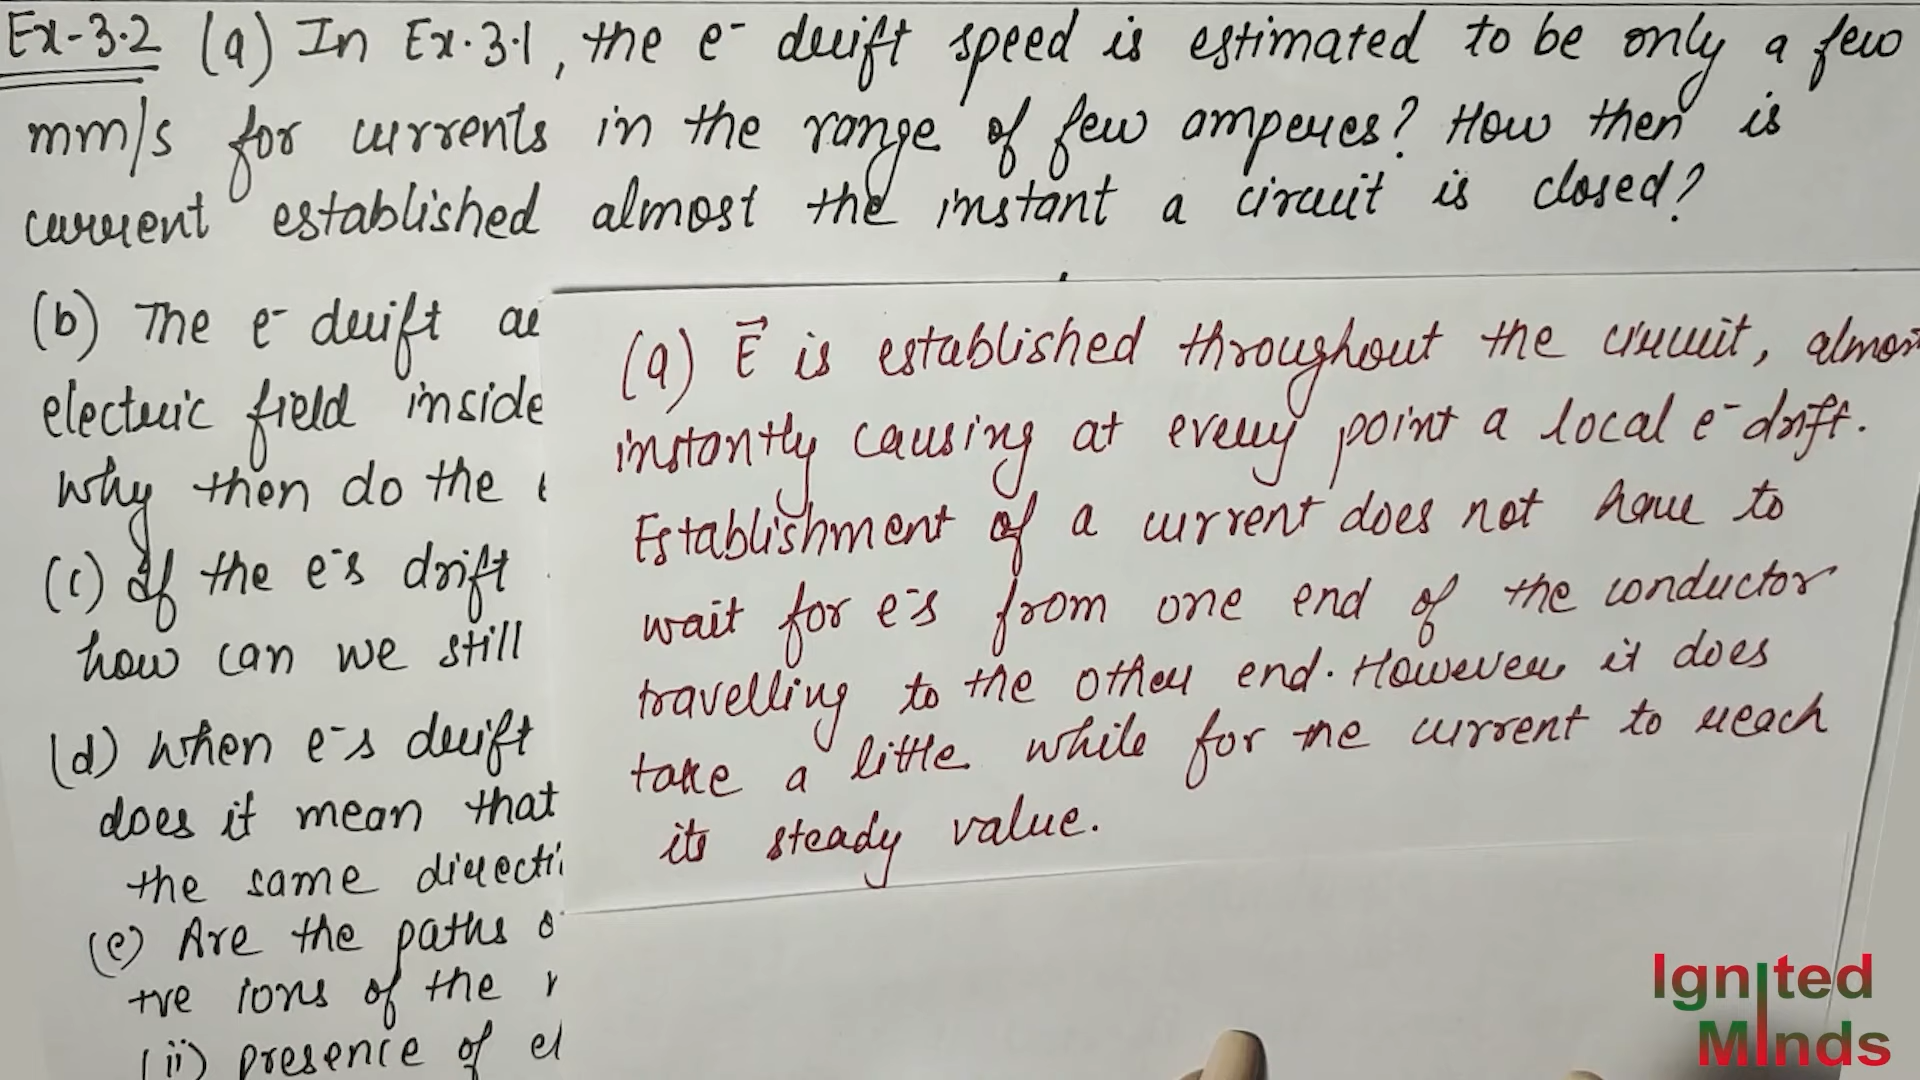 Ex-3.2 (a) In Ex.3.1, the e⁻ drift speed is estimated to be only a few
mm/s for currents in the range of few amperes? How then is
current established almost the instant a circuit is closed?
(b) The e⁻ drift
electric field inside
Why then do the
(c) If the e⁻s drift
how can we still
(d) When e⁻s drift
does it mean that
the same
(e) Are the paths
+ve ions of the
(ii) presence of
(a) E⃗ is established throughout the circuit, almost
instantly causing at every point a local e⁻ drift.
Establishment of a current does not have to
wait for e⁻s from one end of the conductor
travelling to the other end. However it does
take a little while for the current to reach
its steady value.
Ignited
Minds